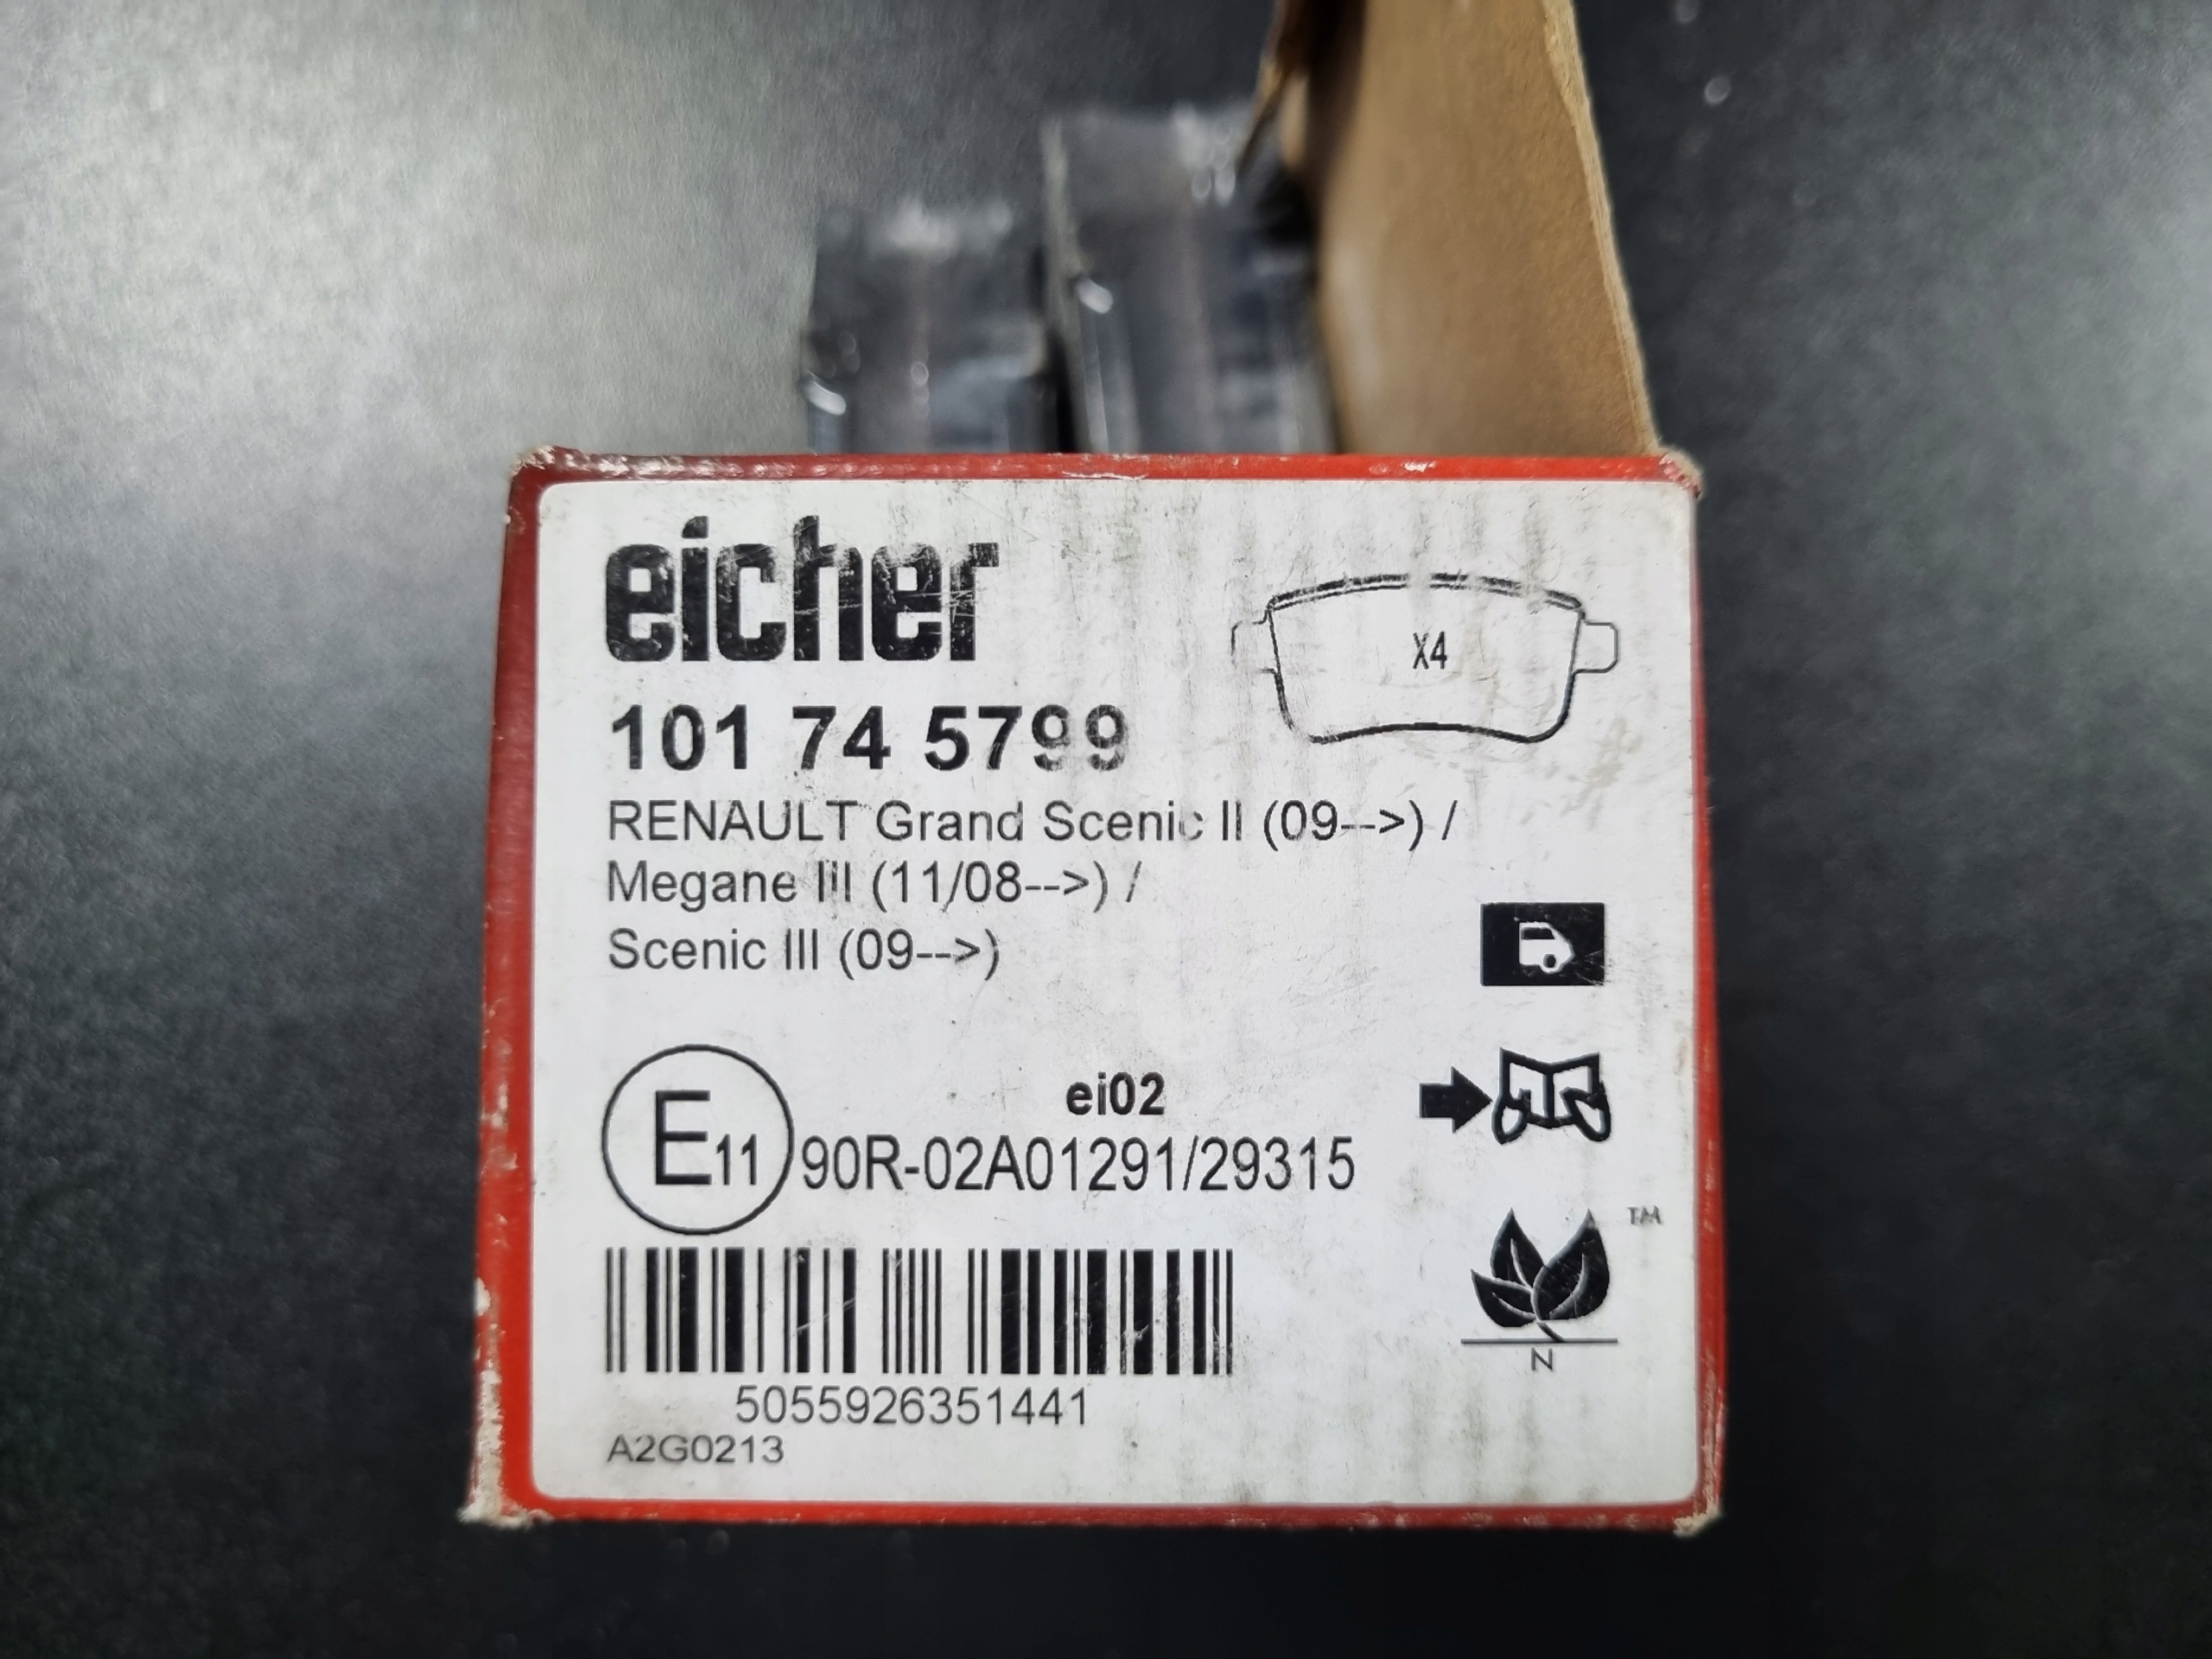 eicher
X4
101 74 5799
RENAULT Grand Scenic II (09-->) /
Megane III (11/08-->) /
Scenic III (09-->)
ei02
E11 90R-02A01291/29315
TM
N
5055926351441
A2G0213